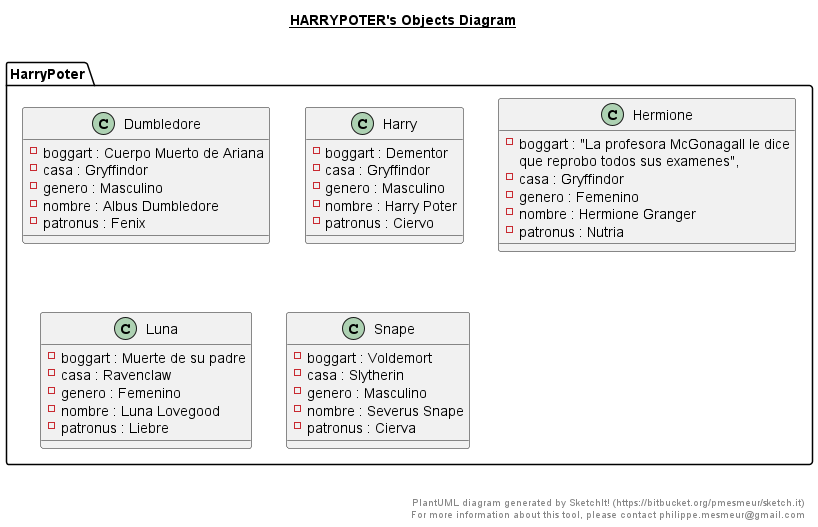 HARRYPOTER's Objects Diagram
HarryPoter
C Dumbledore
boggart : Cuerpo Muerto de Ariana
casa : Gryffindor
genero : Masculino
nombre : Albus Dumbledore
patronus : Fenix
C Harry
boggart : Dementor
casa : Gryffindor
genero : Masculino
nombre : Harry Poter
patronus : Ciervo
C Hermione
boggart : "La profesora McGonagall le dice
que reprobo todos sus examenes",
casa : Gryffindor
genero : Femenino
nombre : Hermione Granger
patronus : Nutria
C Luna
boggart : Muerte de su padre
casa : Ravenclaw
genero : Femenino
nombre : Luna Lovegood
patronus : Liebre
C Snape
boggart : Voldemort
casa : Slytherin
genero : Masculino
nombre : Severus Snape
patronus : Cierva
PlantUML diagram generated by SketchIt! (https://bitbucket.org/pmesmeur/sketch.it)
For more information about this tool, please contact philippe.mesmeur@gmail.com